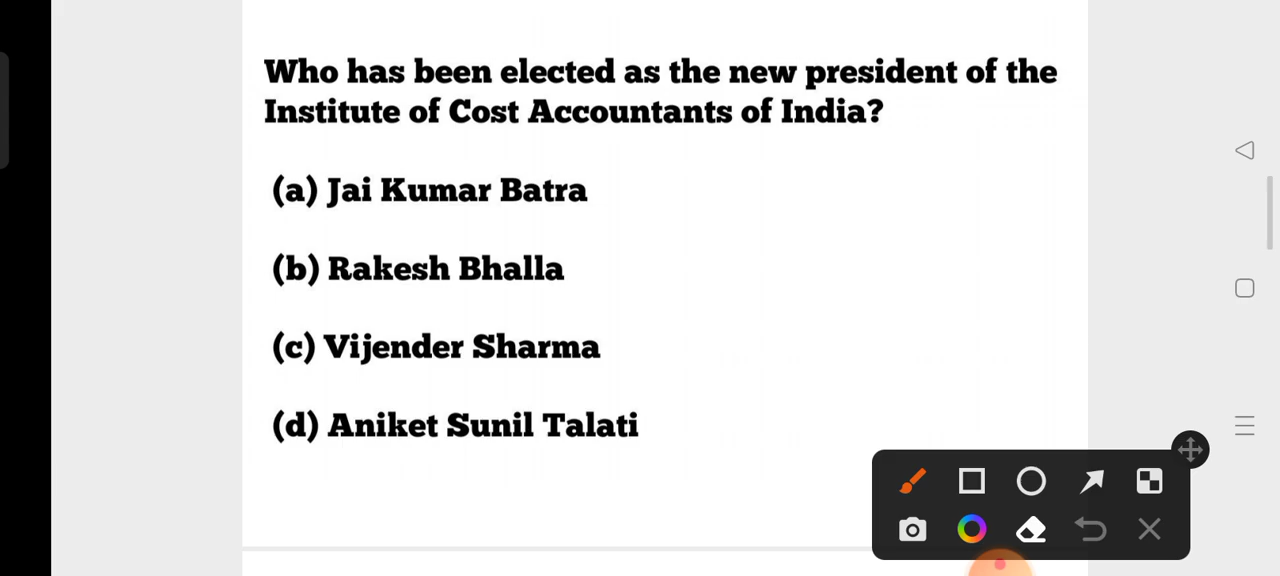 Who has been elected as the new president of the
Institute of Cost Accountants of India?
(a) Jai Kumar Batra
(b) Rakesh Bhalla
(c) Vijender Sharma
(d) Aniket Sunil Talati